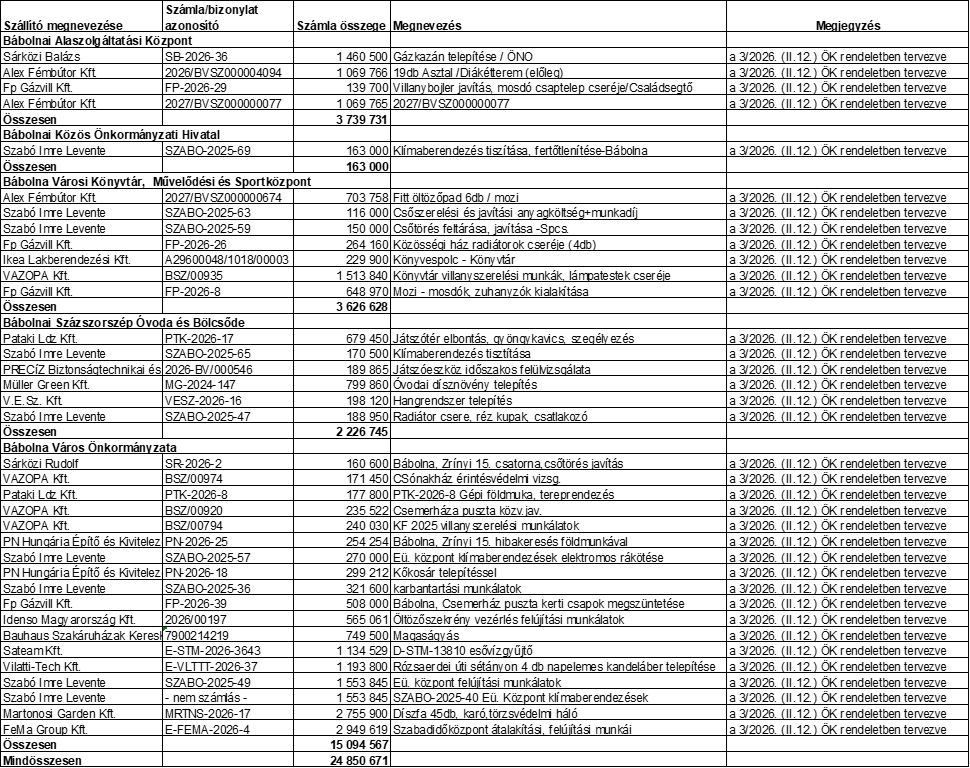 Szállító megnevezése Számla/bizonylat azonosító Számla összege Megnevezés Megjegyzés
Bábolnai Alaszolgáltatási Központ
Sárközi Balázs SB-2026-36 1 460 500 Gázkazán telepítése / ÖNO a 3/2026. (II.12.) ÖK rendeletben tervezve
Alex Fémbútor Kft. 2026/BVSZ000004094 1 069 766 19db Asztal /Diákétterem (előleg) a 3/2026. (II.12.) ÖK rendeletben tervezve
Fp Gázvill Kft. FP-2026-29 139 700 Villanybojler javítás, mosdó csaptelep cseréje/Családsegtő a 3/2026. (II.12.) ÖK rendeletben tervezve
Alex Fémbútor Kft. 2027/BVSZ000000077 1 069 765 2027/BVSZ000000077 a 3/2026. (II.12.) ÖK rendeletben tervezve
Összesen 3 739 731
Bábolnai Közös Önkormányzati Hivatal
Szabó Imre Levente SZABO-2025-69 163 000 Klímaberendezés tiszítása, fertőtlenítése-Bábolna a 3/2026. (II.12.) ÖK rendeletben tervezve
Összesen 163 000
Bábolna Városi Könyvtár, Művelődési és Sportközpont
Alex Fémbútor Kft. 2027/BVSZ000000674 703 758 Fitt öltözőpad 6db / mozi a 3/2026. (II.12.) ÖK rendeletben tervezve
Szabó Imre Levente SZABO-2025-63 116 000 Csőszerelési és javítási anyagköltség+munkadíj a 3/2026. (II.12.) ÖK rendeletben tervezve
Szabó Imre Levente SZABO-2025-59 150 000 Csőtörés feltárása, javítása -Spcs. a 3/2026. (II.12.) ÖK rendeletben tervezve
Fp Gázvill Kft. FP-2026-26 264 160 Közösségi ház radiátorok cseréje (4db) a 3/2026. (II.12.) ÖK rendeletben tervezve
Ikea Lakberendezési Kft. A29600048/1018/00003 229 900 Könyvespolc - Könyvtár a 3/2026. (II.12.) ÖK rendeletben tervezve
VAZOPA Kft. BSZ/00935 1 513 840 Könyvtár villanyszerelési munkák, lámpatestek cseréje a 3/2026. (II.12.) ÖK rendeletben tervezve
Fp Gázvill Kft. FP-2026-8 648 970 Mozi - mosdók, zuhanyzók kialakítása a 3/2026. (II.12.) ÖK rendeletben tervezve
Összesen 3 626 628
Bábolnai Százszorszép Óvoda és Bölcsőde
Pataki Ldz Kft. PTK-2026-17 679 450 Játszótér elbontás, gyöngykavics, szegélyezés a 3/2026. (II.12.) ÖK rendeletben tervezve
Szabó Imre Levente SZABO-2025-65 170 500 Klímaberendezés tisztítása a 3/2026. (II.12.) ÖK rendeletben tervezve
PRECíZ Biztonságtechnikai és 2026-BV/000546 189 865 Játszóeszköz időszakos felülvizsgálata a 3/2026. (II.12.) ÖK rendeletben tervezve
Müller Green Kft. MG-2024-147 799 860 Óvodai dísznövény telepítés a 3/2026. (II.12.) ÖK rendeletben tervezve
V.E.Sz. Kft. VESZ-2026-16 198 120 Hangrendszer telepítés a 3/2026. (II.12.) ÖK rendeletben tervezve
Szabó Imre Levente SZABO-2025-47 188 950 Radiátor csere, réz kupak, csatlakozó a 3/2026. (II.12.) ÖK rendeletben tervezve
Összesen 2 226 745
Bábolna Város Önkormányzata
Sárközi Rudolf SR-2026-2 160 600 Bábolna, Zrínyi 15. csatorna,csőtörés javítás a 3/2026. (II.12.) ÖK rendeletben tervezve
VAZOPA Kft. BSZ/00974 171 450 CSónakház érintésvédelmi vizsg. a 3/2026. (II.12.) ÖK rendeletben tervezve
Pataki Ldz Kft. PTK-2026-8 177 800 PTK-2026-8 Gépi földmuka, tereprendezés a 3/2026. (II.12.) ÖK rendeletben tervezve
VAZOPA Kft. BSZ/00920 235 522 Csemerháza puszta közv.jav. a 3/2026. (II.12.) ÖK rendeletben tervezve
VAZOPA Kft. BSZ/00794 240 030 KF 2025 villanyszerelési munkálatok a 3/2026. (II.12.) ÖK rendeletben tervezve
PN Hungária Építő és Kivitelez PN-2026-25 254 254 Bábolna, Zrínyi 15. hibakeresés földmunkával a 3/2026. (II.12.) ÖK rendeletben tervezve
Szabó Imre Levente SZABO-2025-57 270 000 Eü. központ klímaberendezések elektromos rákötése a 3/2026. (II.12.) ÖK rendeletben tervezve
PN Hungária Építő és Kivitelez PN-2026-18 299 212 Kőkosár telepítéssel a 3/2026. (II.12.) ÖK rendeletben tervezve
Szabó Imre Levente SZABO-2025-36 321 600 karbantartási munkálatok a 3/2026. (II.12.) ÖK rendeletben tervezve
Fp Gázvill Kft. FP-2026-39 508 000 Bábolna, Csemerház puszta kerti csapok megszüntetése a 3/2026. (II.12.) ÖK rendeletben tervezve
Idenso Magyarország Kft. 2026/00197 565 061 Öltözőszekrény vezérlés felújítási munkálatok a 3/2026. (II.12.) ÖK rendeletben tervezve
Bauhaus Szakáruházak Keresk 7900214219 749 500 Magaságyás a 3/2026. (II.12.) ÖK rendeletben tervezve
Sateam Kft. E-STM-2026-3643 1 134 529 D-STM-13810 esővízgyűjtő a 3/2026. (II.12.) ÖK rendeletben tervezve
Vilatti-Tech Kft. E-VLTTT-2026-37 1 193 800 Rózsaerdei úti sétányon 4 db napelemes kandeláber telepítése a 3/2026. (II.12.) ÖK rendeletben tervezve
Szabó Imre Levente SZABO-2025-49 1 553 845 Eü. központ felújítási munkálatok a 3/2026. (II.12.) ÖK rendeletben tervezve
Szabó Imre Levente - nem számlás - 1 553 845 SZABO-2025-40 Eü. Központ klímaberendezések a 3/2026. (II.12.) ÖK rendeletben tervezve
Martonosi Garden Kft. MRTNS-2026-17 2 755 900 Díszfa 45db, karó,törzsvédelmi háló a 3/2026. (II.12.) ÖK rendeletben tervezve
FeMa Group Kft. E-FEMA-2026-4 2 949 619 Szabadidőközpont átalakítási, felújítási munkái a 3/2026. (II.12.) ÖK rendeletben tervezve
Összesen 15 094 567
Mindösszesen 24 850 671